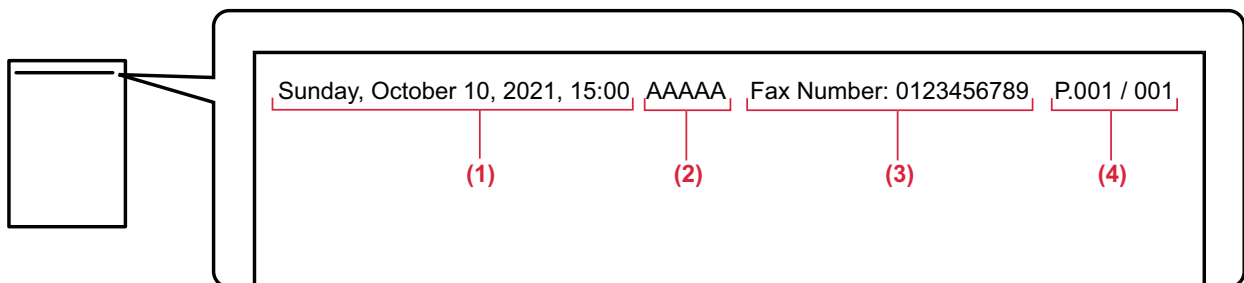 Sunday, October 10, 2021, 15:00 AAAAA Fax Number: 0123456789 P.001 / 001
(1) (2) (3) (4)